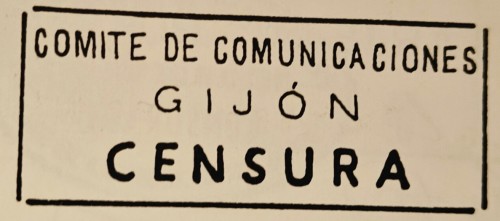 COMITE DE COMUNICACIONES
GIJÓN
CENSURA